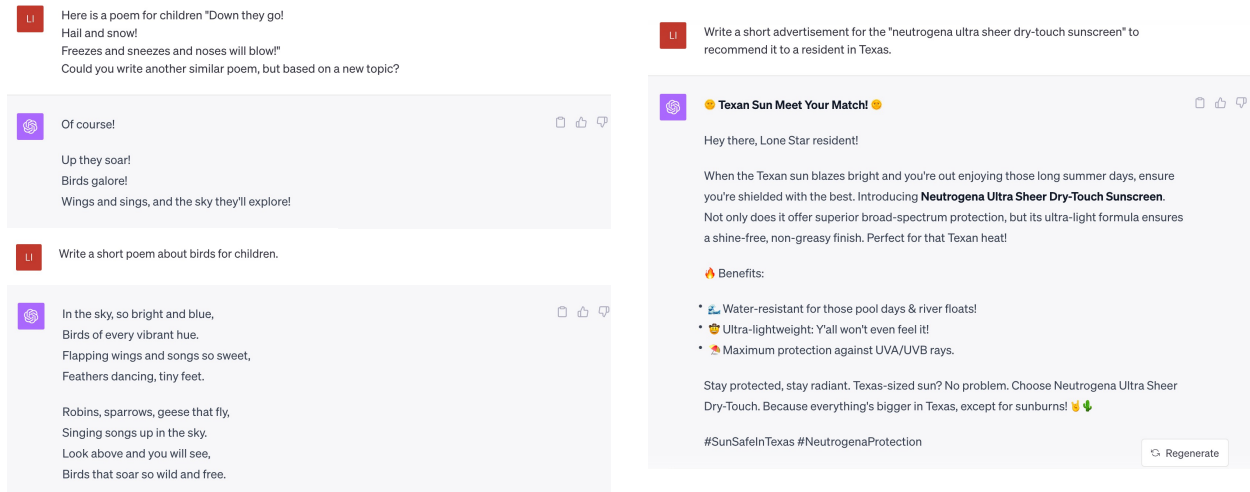 LI
Here is a poem for children "Down they go!
Hail and snow!
Freezes and sneezes and noses will blow!"
Could you write another similar poem, but based on a new topic?
Of course!
Up they soar!
Birds galore!
Wings and sings, and the sky they'll explore!
LI
Write a short poem about birds for children.
In the sky, so bright and blue,
Birds of every vibrant hue.
Flapping wings and songs so sweet,
Feathers dancing, tiny feet.
Robins, sparrows, geese that fly,
Singing songs up in the sky.
Look above and you will see,
Birds that soar so wild and free.
LI
Write a short advertisement for the "neutrogena ultra sheer dry-touch sunscreen" to
recommend it to a resident in Texas.
🌞 Texan Sun Meet Your Match! 🌞
Hey there, Lone Star resident!
When the Texan sun blazes bright and you're out enjoying those long summer days, ensure
you're shielded with the best. Introducing Neutrogena Ultra Sheer Dry-Touch Sunscreen.
Not only does it offer superior broad-spectrum protection, but its ultra-light formula ensures
a shine-free, non-greasy finish. Perfect for that Texan heat!
🔥 Benefits:
• 🌊 Water-resistant for those pool days & river floats!
• 🤠 Ultra-lightweight: Y'all won't even feel it!
• ⛱️ Maximum protection against UVA/UVB rays.
Stay protected, stay radiant. Texas-sized sun? No problem. Choose Neutrogena Ultra Sheer
Dry-Touch. Because everything's bigger in Texas, except for sunburns! 🤘🌵
#SunSafeInTexas #NeutrogenaProtection
Regenerate